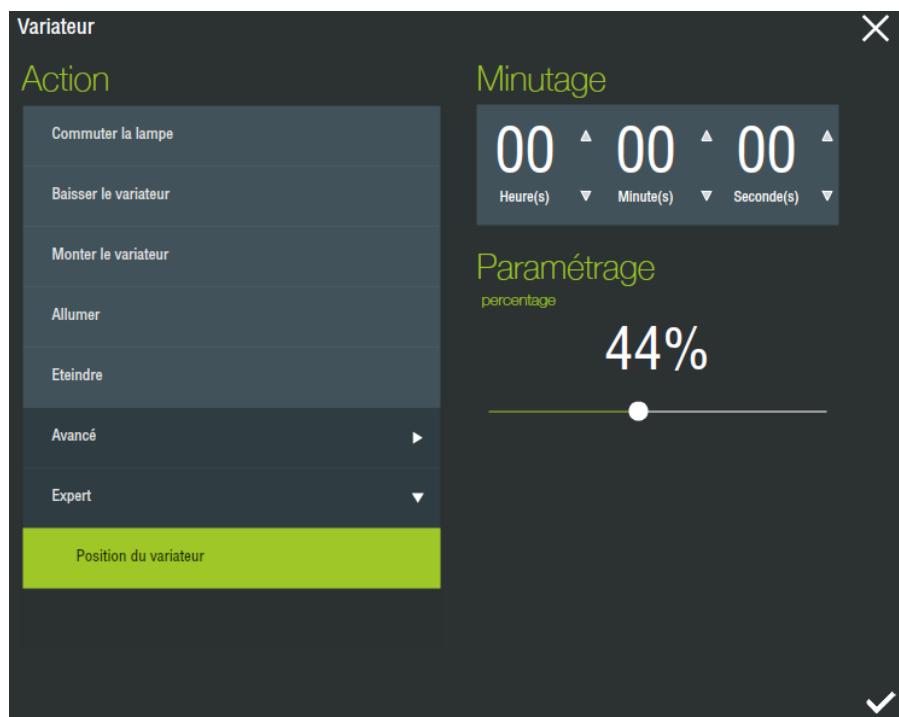 Variateur
Action
Commuter la lampe
Baisser le variateur
Monter le variateur
Allumer
Eteindre
Avancé
Expert
Position du variateur
Minutage
00 00 00
Heure(s) Minute(s) Seconde(s)
Paramétrage
percentage
44%